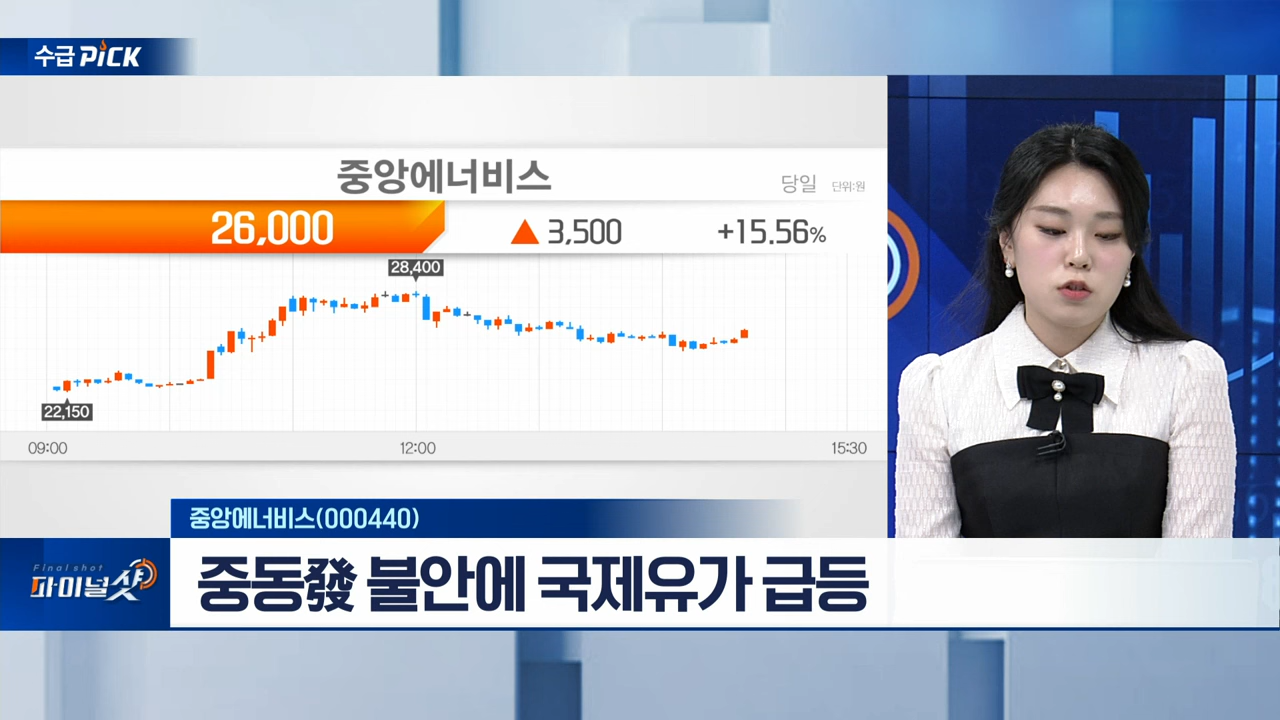 수급 PiCK
중앙에너비스
당일 단위:원
26,000 ▲ 3,500 +15.56%
28,400
22,150
09:00 12:00 15:30
중앙에너비스(000440)
Final shot
파이널샷
중동發 불안에 국제유가 급등